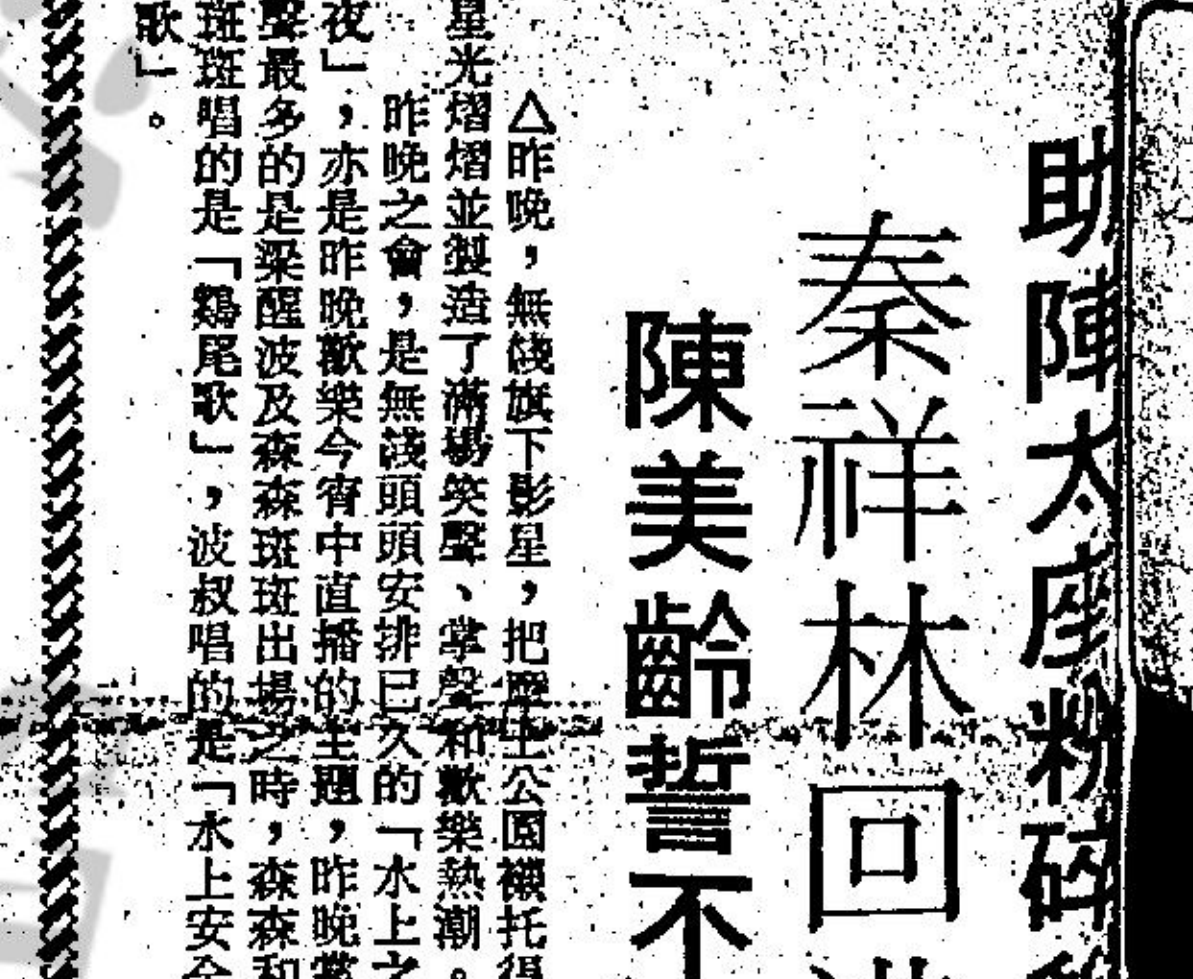 助陣太座粉碎
秦祥林回
陳美齡誓不
△昨晚，無綫旗下影星，把摩士公園襯托得
星光熠熠並製造了滿場笑聲、掌聲和歡樂熱潮。
昨晚之會，是無綫頭頭安排已久的「水上之
夜」，亦是昨晚歡樂今宵中直播的主題，昨晚掌
聲最多的是梁醒波及森森斑斑出場之時，森森和
斑斑唱的是「鷄尾歌」，波叔唱的是「水上安全
歌」。